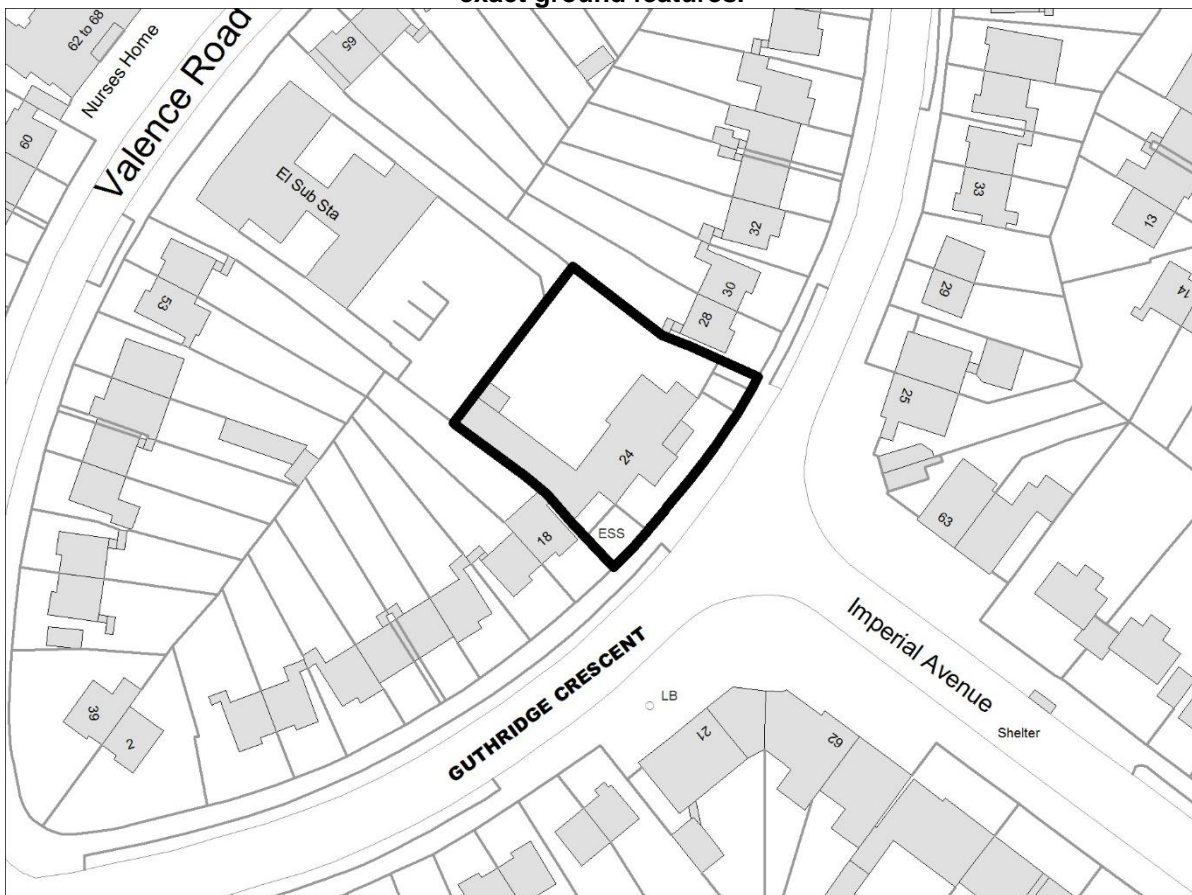 exact ground features.
62 to 68
Nurses Home
Valence Road
60
65
El Sub Sta
53
32
30
28
33
29
25
13
14
24
18
ESS
63
39
2
GUTHRIDGE CRESCENT
Imperial Avenue
LB
Shelter
21
62